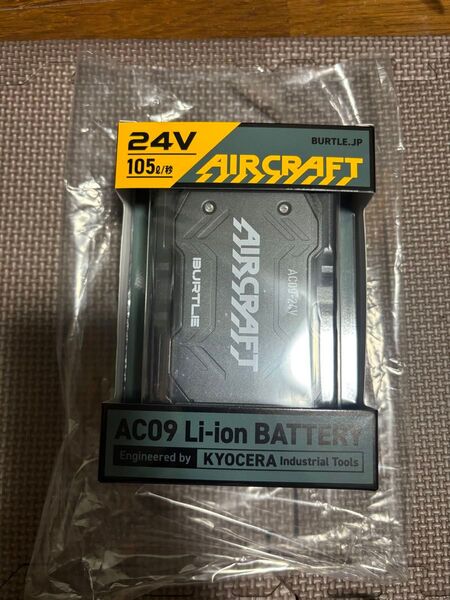 24V
105ℓ/秒
BURTLE.JP
AIRCRAFT
AIRCRAFT
BURTLE
AC09-24V
AC09 Li-ion BATTERY
Engineered by KYOCERA Industrial Tools